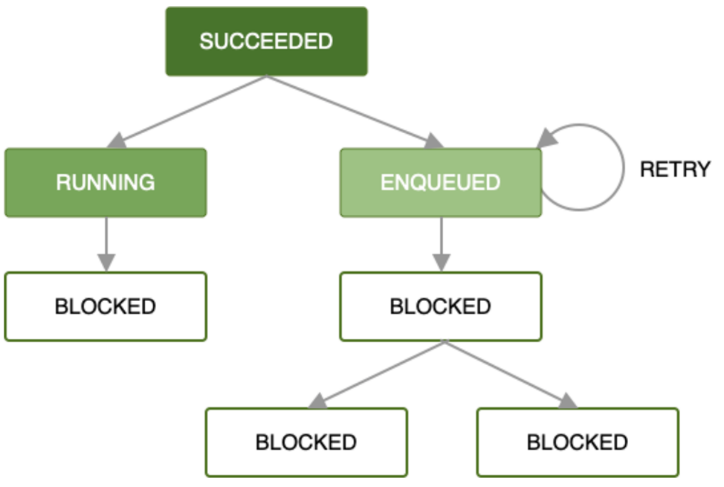 SUCCEEDED
RUNNING
ENQUEUED
RETRY
BLOCKED
BLOCKED
BLOCKED
BLOCKED